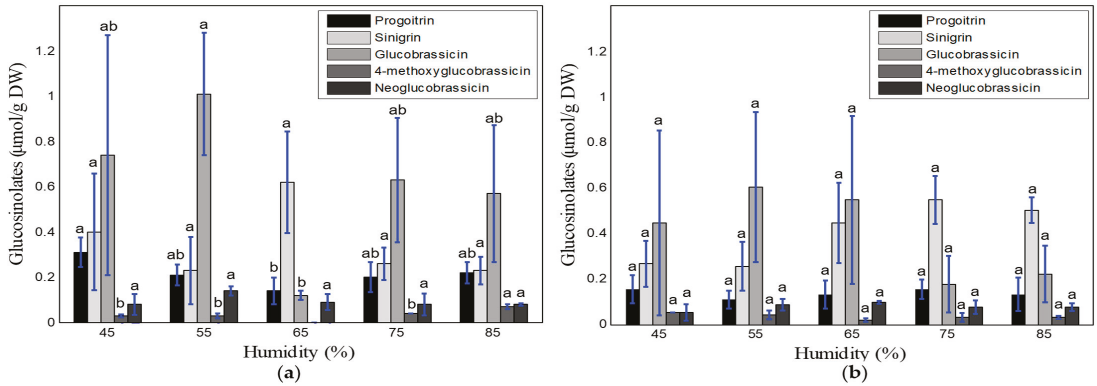 Glucosinolates (µmol/g DW)
1.2
1
0.8
0.6
0.4
0.2
0
Progoitrin
Sinigrin
Glucobrassicin
4-methoxyglucobrassicin
Neoglucobrassicin
a a ab b a
ab a a b a
b a b a
ab a ab b a
ab a ab a a
45 55 65 75 85
Humidity (%)
(a)
Glucosinolates (µmol/g DW)
1.2
1
0.8
0.6
0.4
0.2
0
Progoitrin
Sinigrin
Glucobrassicin
4-methoxyglucobrassicin
Neoglucobrassicin
a a a a a
a a a a a
a a a a a
a a a a a
a a a a a
45 55 65 75 85
Humidity (%)
(b)